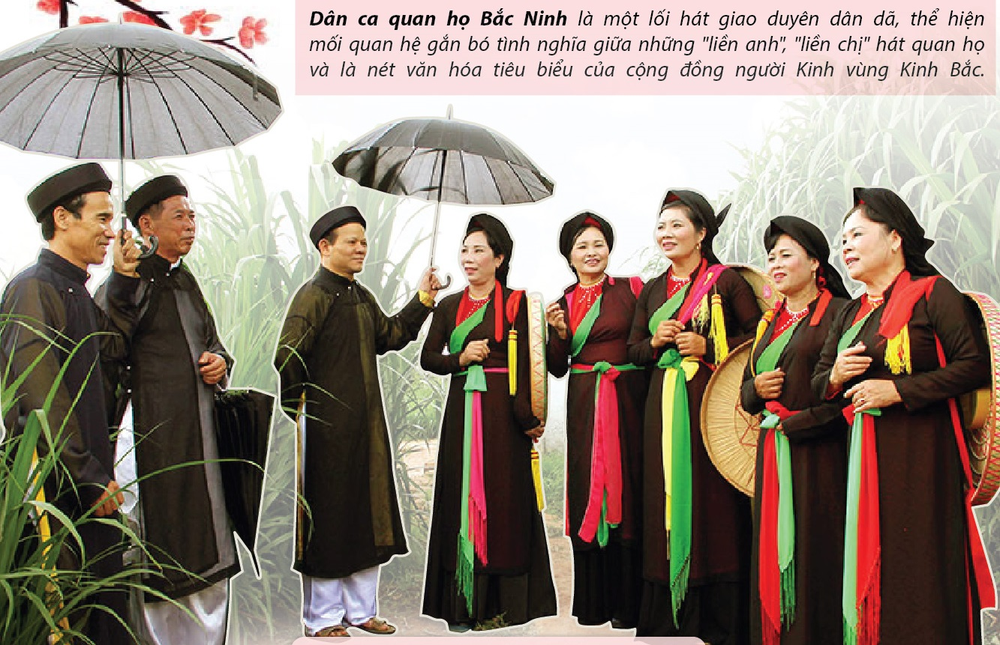 Dân ca quan họ Bắc Ninh là một lối hát giao duyên dân dã, thể hiện
mối quan hệ gắn bó tình nghĩa giữa những "liền anh", "liền chị" hát quan họ
và là nét văn hóa tiêu biểu của cộng đồng người Kinh vùng Kinh Bắc.